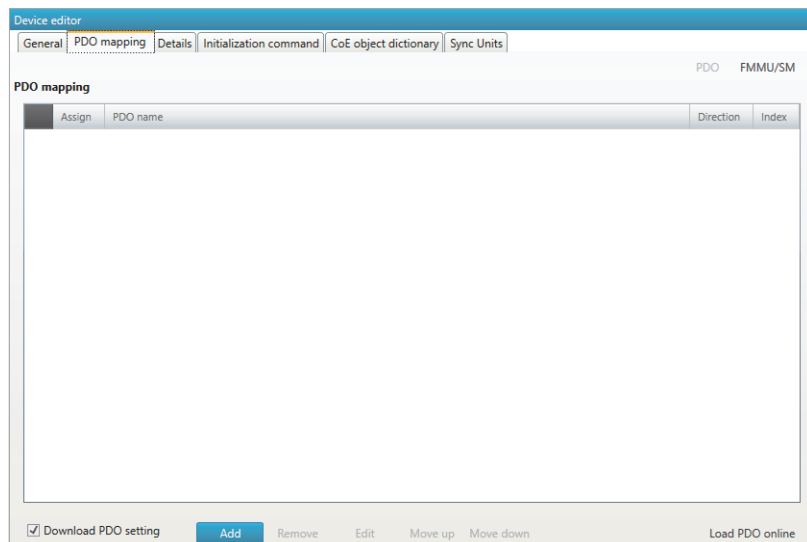 Device editor
General PDO mapping Details Initialization command CoE object dictionary Sync Units
PDO FMMU/SM
PDO mapping
Assign PDO name Direction Index
Download PDO setting Add Remove Edit Move up Move down Load PDO online